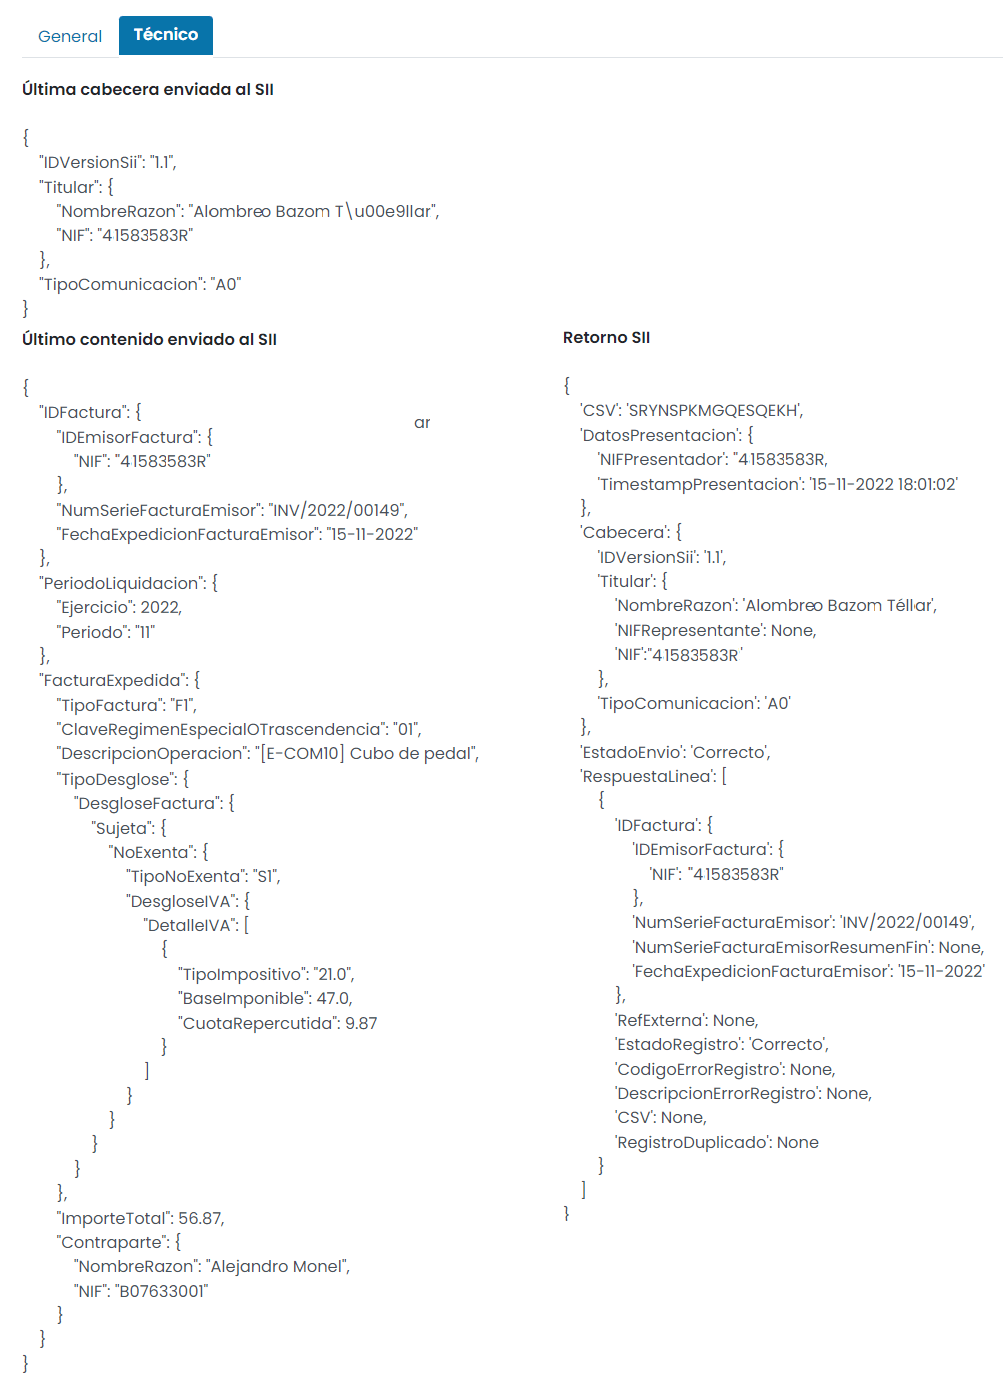 General
Técnico
Última cabecera enviada al SII
{
"IDVersionSii": "1.1",
"Titular": {
"NombreRazon": "Alombreo Bazom T\u00e9llar",
"NIF": "41583583R"
},
"TipoComunicacion": "A0"
}
Último contenido enviado al SII
{
"IDFactura": {
ar
"IDEmisorFactura": {
"NIF": "41583583R"
},
"NumSerieFacturaEmisor": "INV/2022/00149",
"FechaExpedicionFacturaEmisor": "15-11-2022"
},
"PeriodoLiquidacion": {
"Ejercicio": 2022,
"Periodo": "11"
},
"FacturaExpedida": {
"TipoFactura": "F1",
"ClaveRegimenEspecialOTrascendencia": "01",
"DescripcionOperacion": "[E-COM10] Cubo de pedal",
"TipoDesglose": {
"DesgloseFactura": {
"Sujeta": {
"NoExenta": {
"TipoNoExenta": "S1",
"DesgloseIVA": {
"DetalleIVA": [
{
"TipoImpositivo": "21.0",
"BaseImponible": 47.0,
"CuotaRepercutida": 9.87
}
]
}
}
}
}
},
"ImporteTotal": 56.87,
"Contraparte": {
"NombreRazon": "Alejandro Monel",
"NIF": "B07633001"
}
}
}
Retorno SII
{
'CSV': 'SRYNSPKMGQESQEKH',
'DatosPresentacion': {
'NIFPresentador': "41583583R,
'TimestampPresentacion': '15-11-2022 18:01:02'
},
'Cabecera': {
'IDVersionSii': '1.1',
'Titular': {
'NombreRazon': 'Alombreo Bazom Téllar',
'NIFRepresentante': None,
'NIF':"41583583R'
},
'TipoComunicacion': 'A0'
},
'EstadoEnvio': 'Correcto',
'RespuestaLinea': [
{
'IDFactura': {
'IDEmisorFactura': {
'NIF': "41583583R"
},
'NumSerieFacturaEmisor': 'INV/2022/00149',
'NumSerieFacturaEmisorResumenFin': None,
'FechaExpedicionFacturaEmisor': '15-11-2022'
},
'RefExterna': None,
'EstadoRegistro': 'Correcto',
'CodigoErrorRegistro': None,
'DescripcionErrorRegistro': None,
'CSV': None,
'RegistroDuplicado': None
}
]
}